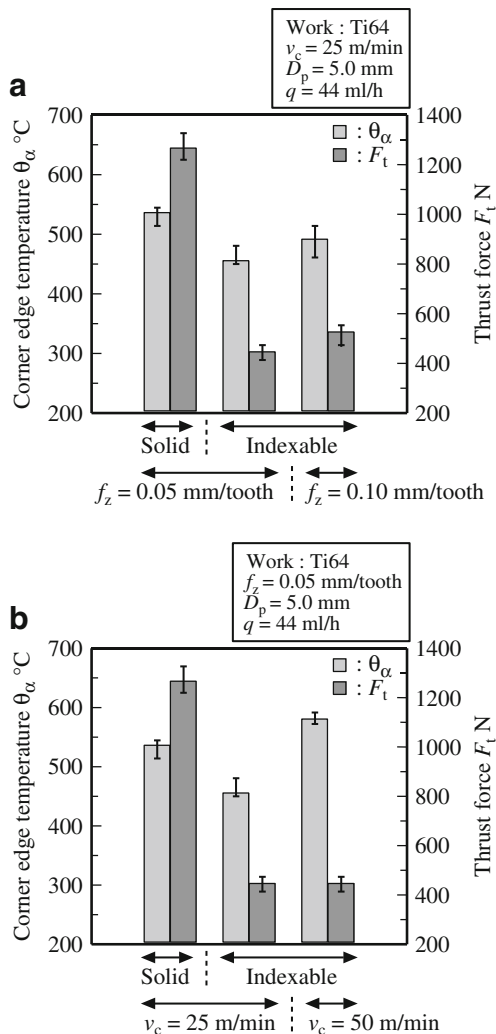 Work : Ti64
v_c = 25 m/min
D_p = 5.0 mm
q = 44 ml/h
a
Corner edge temperature θ_α °C
700
600
500
400
300
200
: θ_α
: F_t
1400
1200
1000
800
600
400
200
Thrust force F_t N
Solid
Indexable
f_z = 0.05 mm/tooth
f_z = 0.10 mm/tooth
Work : Ti64
f_z = 0.05 mm/tooth
D_p = 5.0 mm
q = 44 ml/h
b
Corner edge temperature θ_α °C
700
600
500
400
300
200
: θ_α
: F_t
1400
1200
1000
800
600
400
200
Thrust force F_t N
Solid
Indexable
v_c = 25 m/min
v_c = 50 m/min